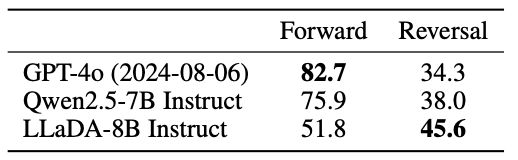 Forward Reversal
GPT-4o (2024-08-06) 82.7 34.3
Qwen2.5-7B Instruct 75.9 38.0
LLaDA-8B Instruct 51.8 45.6